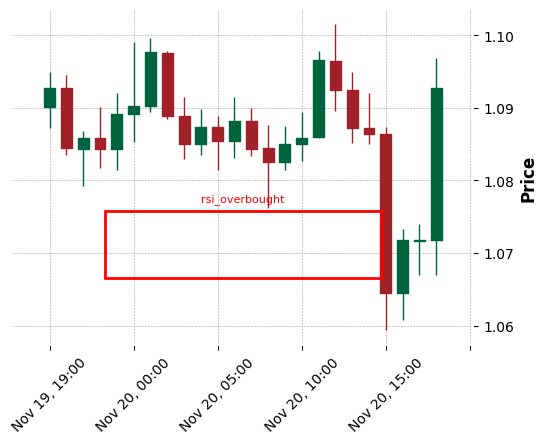 1.10
1.09
1.08
1.07
1.06
Price
rsi_overbought
Nov 19, 19:00
Nov 20, 00:00
Nov 20, 05:00
Nov 20, 10:00
Nov 20, 15:00